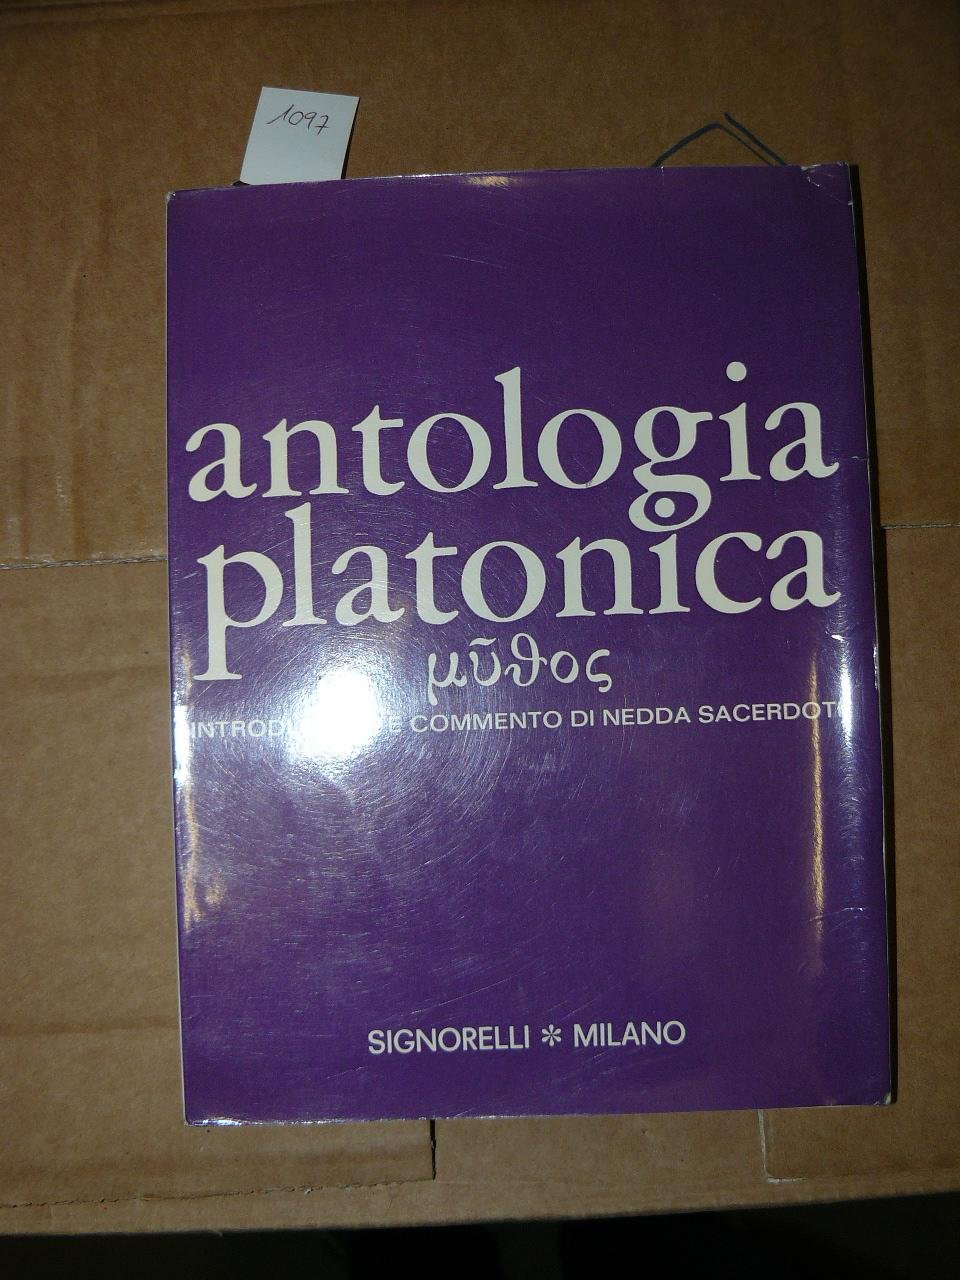 1097
antologia
platonica
μῦθος
E COMMENTO DI NEDDA SACERDOTI
SIGNORELLI * MILANO